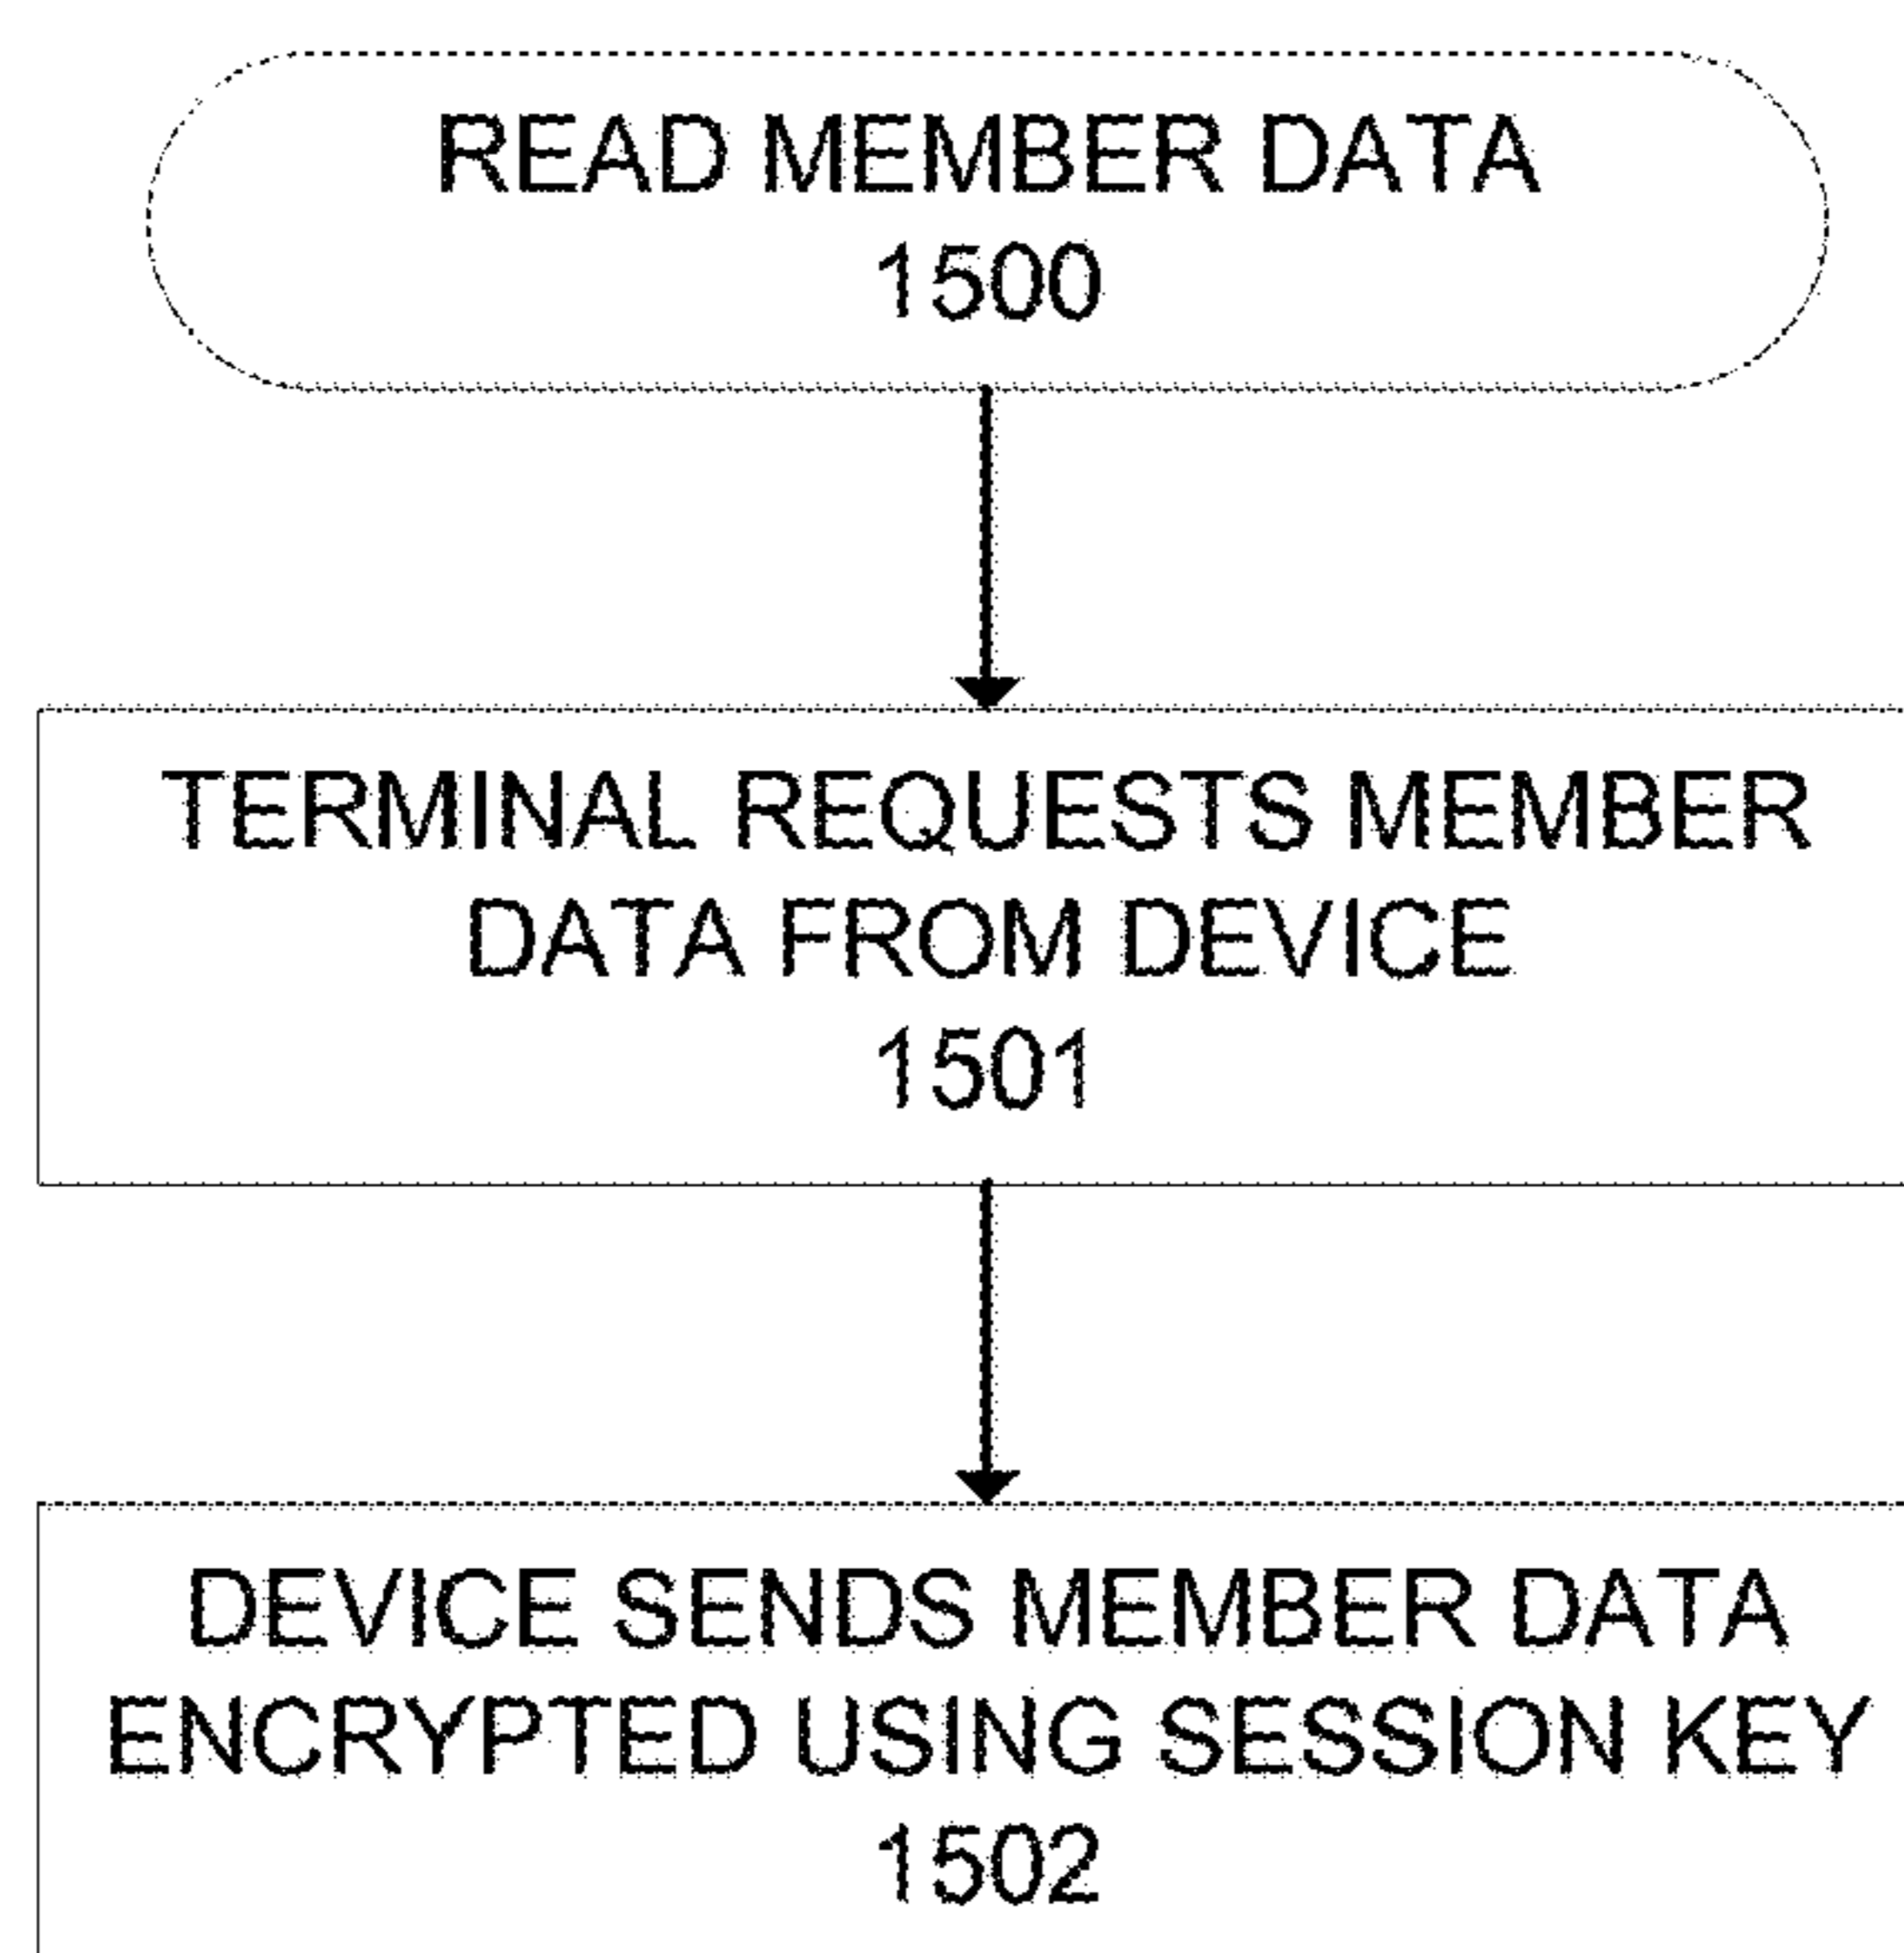 READ MEMBER DATA
1500
TERMINAL REQUESTS MEMBER
DATA FROM DEVICE
1501
DEVICE SENDS MEMBER DATA
ENCRYPTED USING SESSION KEY
1502